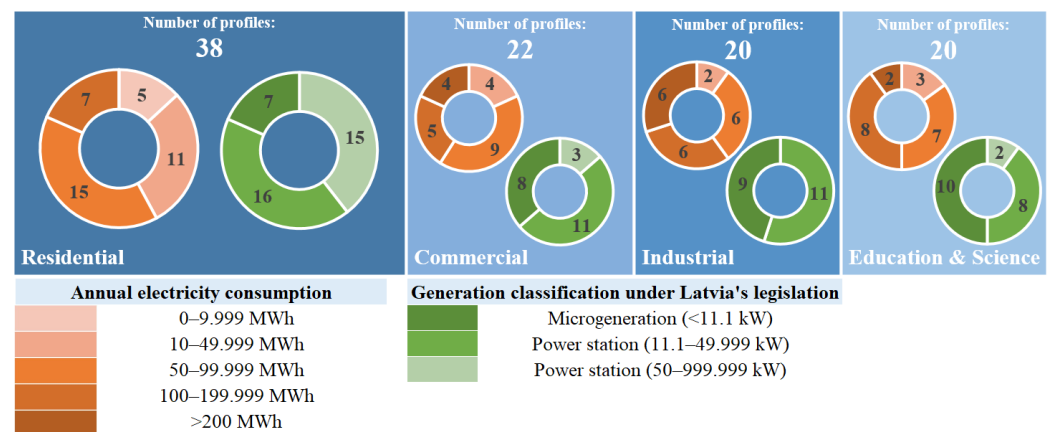 Number of profiles:
38
5
11
15
7
15
16
7
Residential
Number of profiles:
22
4
9
5
4
3
11
8
Commercial
Number of profiles:
20
2
6
6
6
11
9
Industrial
Number of profiles:
20
3
7
8
2
2
8
10
Education & Science
Annual electricity consumption
0–9.999 MWh
10–49.999 MWh
50–99.999 MWh
100–199.999 MWh
>200 MWh
Generation classification under Latvia's legislation
Microgeneration (<11.1 kW)
Power station (11.1–49.999 kW)
Power station (50–999.999 kW)